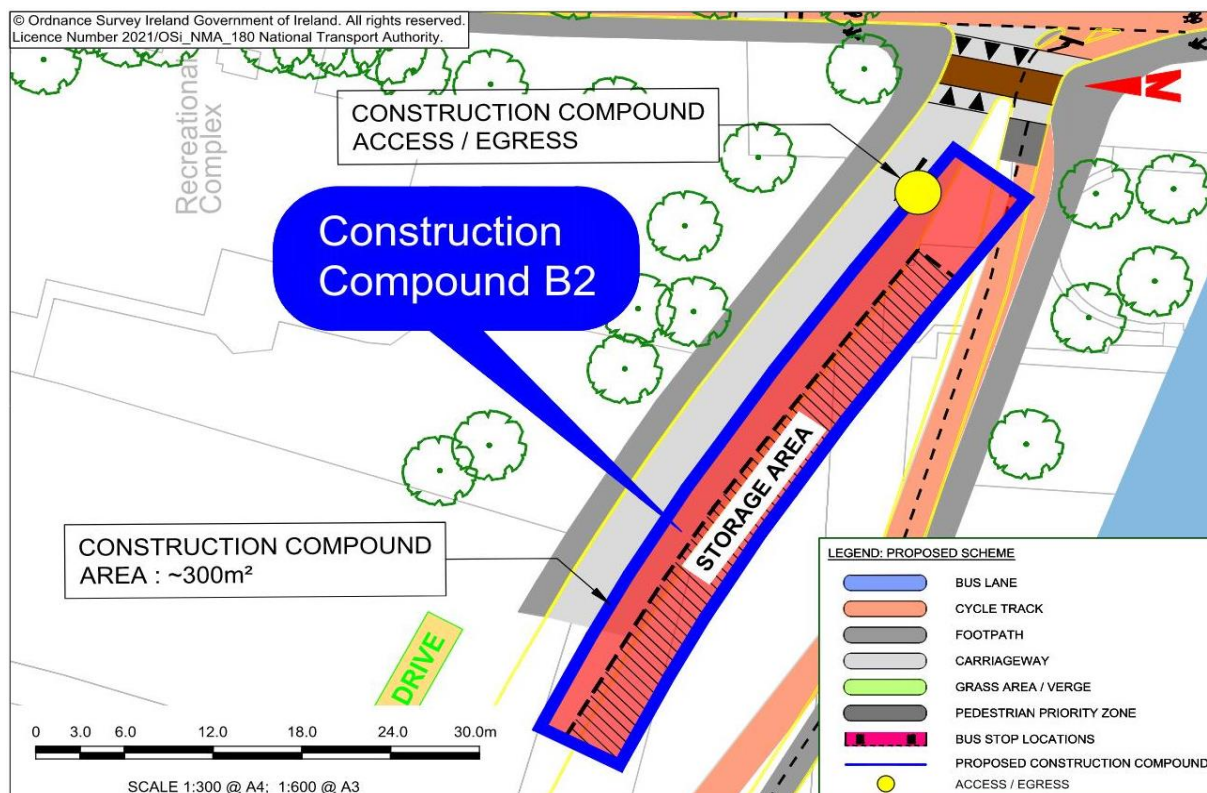 © Ordnance Survey Ireland Government of Ireland. All rights reserved.
Licence Number 2021/OSi_NMA_180 National Transport Authority.
Recreational
Complex
CONSTRUCTION COMPOUND
ACCESS / EGRESS
N
Construction
Compound B2
STORAGE AREA
CONSTRUCTION COMPOUND
AREA : ~300m²
DRIVE
0 3.0 6.0 12.0 18.0 24.0 30.0m
SCALE 1:300 @ A4; 1:600 @ A3
LEGEND: PROPOSED SCHEME
BUS LANE
CYCLE TRACK
FOOTPATH
CARRIAGEWAY
GRASS AREA / VERGE
PEDESTRIAN PRIORITY ZONE
BUS STOP LOCATIONS
PROPOSED CONSTRUCTION COMPOUND
ACCESS / EGRESS